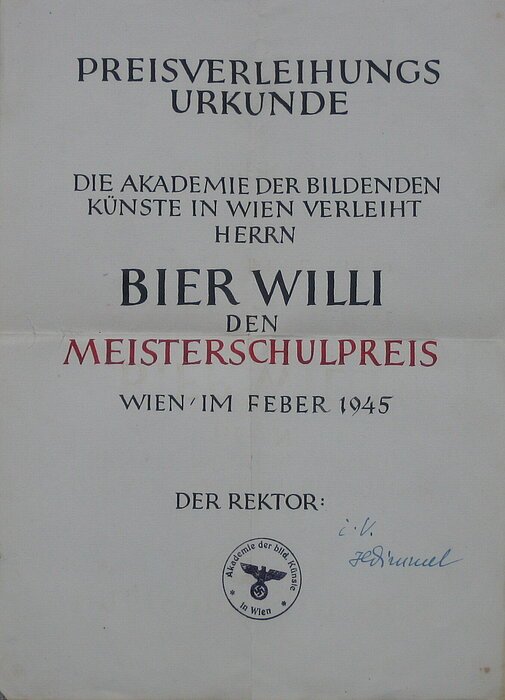 PREISVERLEIHUNGS
URKUNDE
DIE AKADEMIE DER BILDENDEN
KÜNSTE IN WIEN VERLEIHT
HERRN
BIER WILLI
DEN
MEISTERSCHULPREIS
WIEN, IM FEBER 1945
DER REKTOR:
i. V.
Akademie der bild. Künste
in Wien